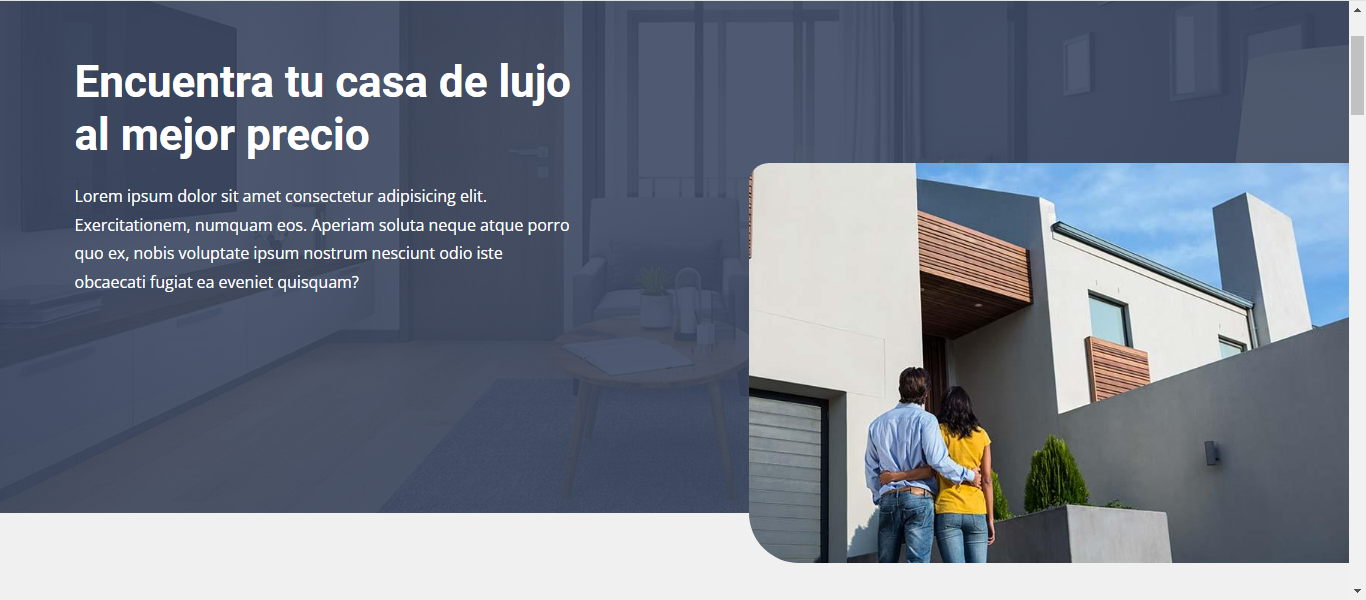 Encuentra tu casa de lujo
al mejor precio
Lorem ipsum dolor sit amet consectetur adipisicing elit.
Exercitationem, numquam eos. Aperiam soluta neque atque porro
quo ex, nobis voluptate ipsum nostrum nesciunt odio iste
obcaecati fugiat ea eveniet quisquam?